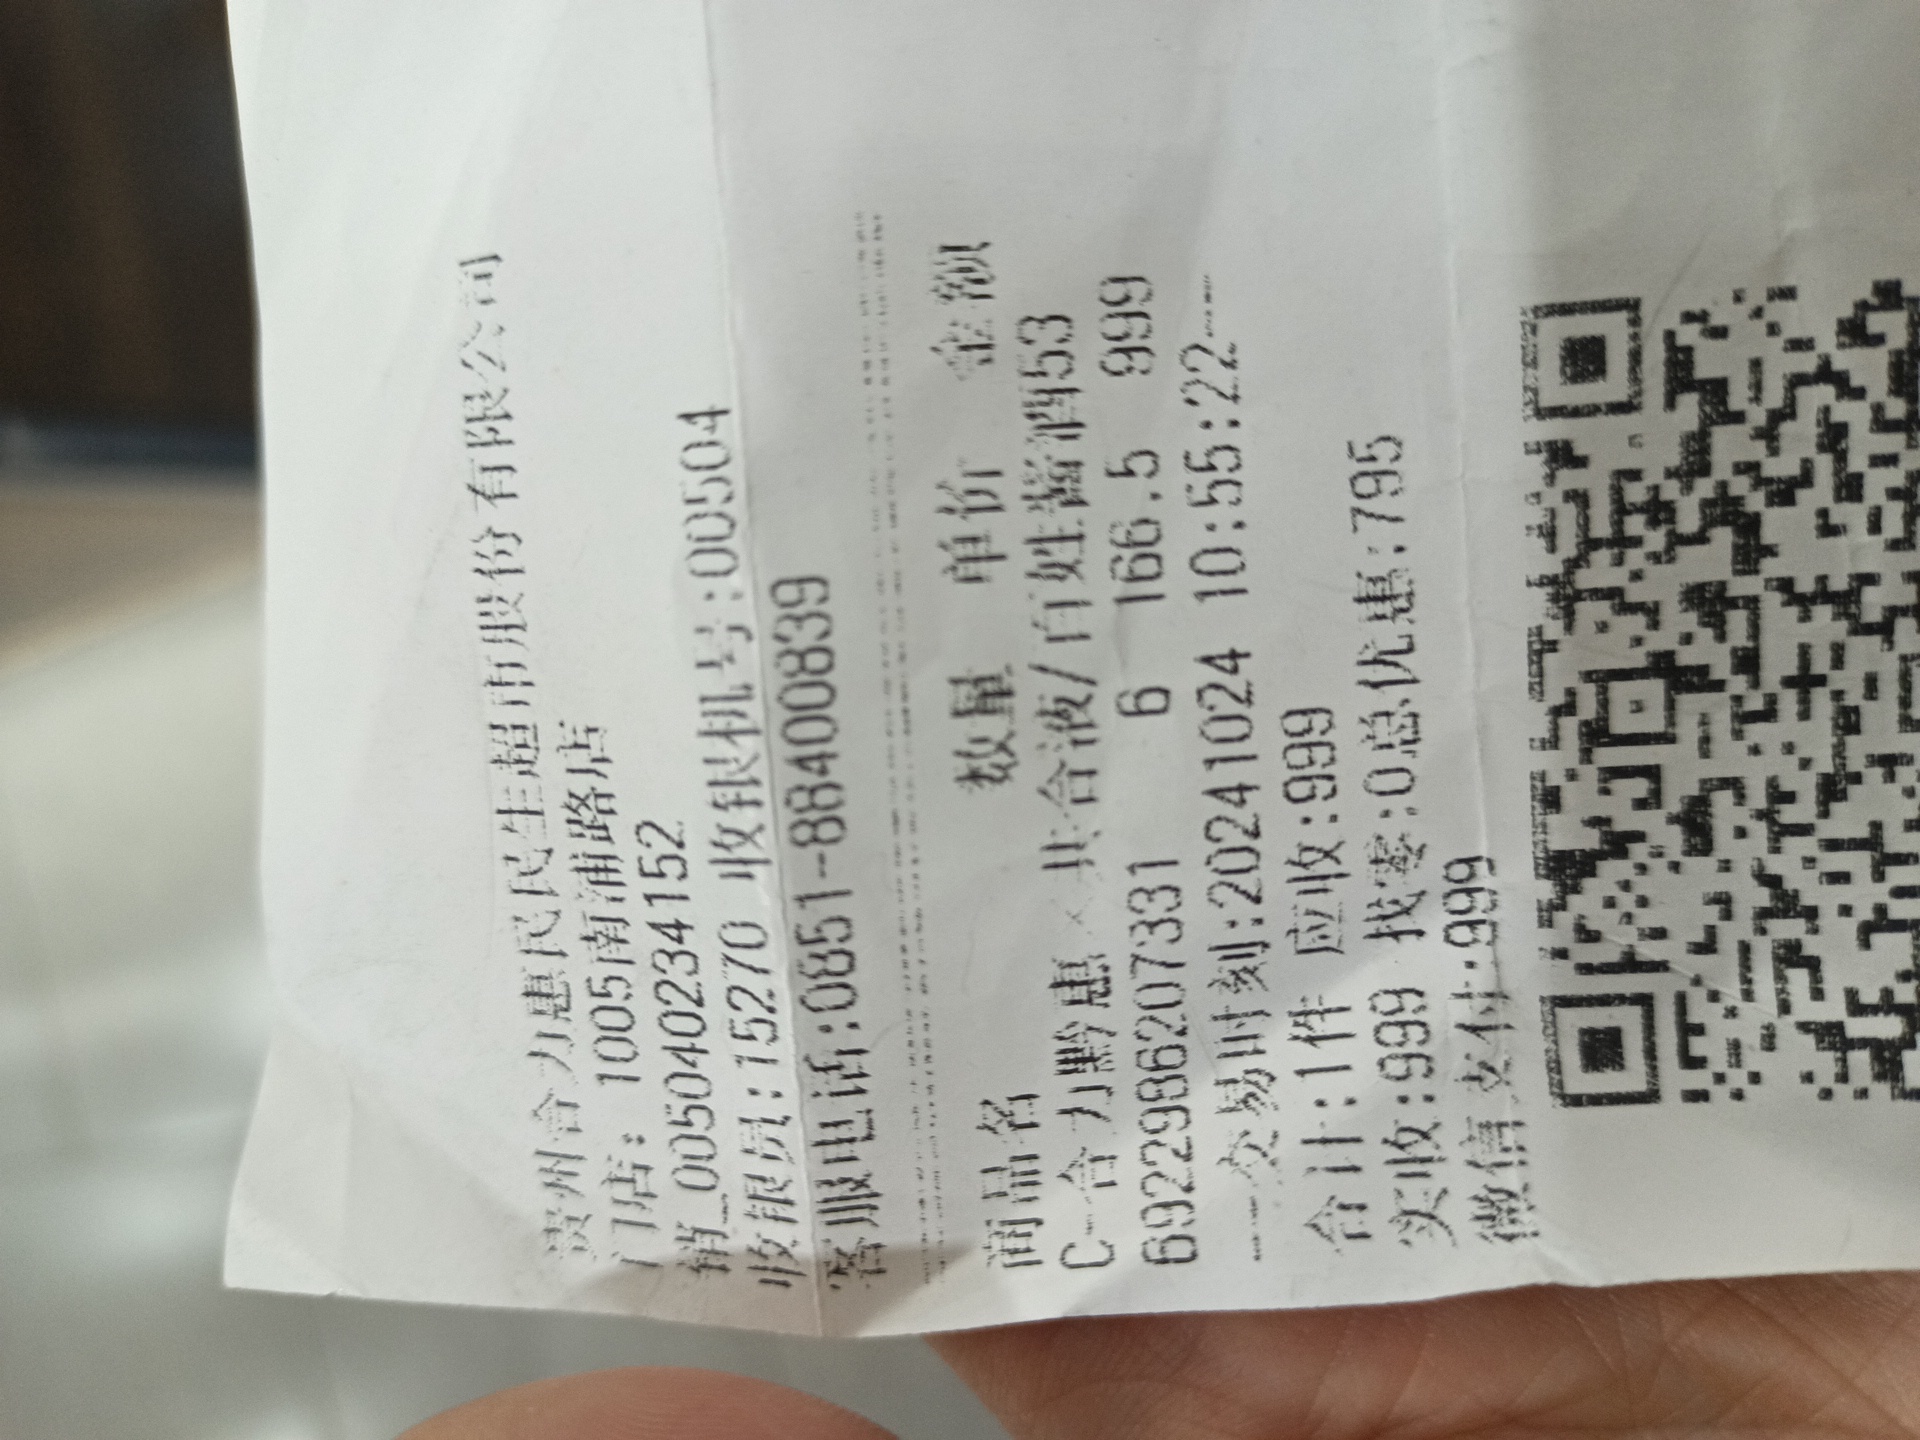 贵州合力惠民民生超市股份有限公司
门店: 1005南浦路店
销_0050402341​52
收银员:15270 收银机号:00504
客服电话:0851-88400839
商品名 数量 单价 金额
C-合力黔惠×共合液/百姓酱酒53
6922986207331 6 166.5 999
----交易时刻:20241024 10:55:22----
合计:1件 应收:999
实收:999 找零:0总优惠:795
微信支付:999